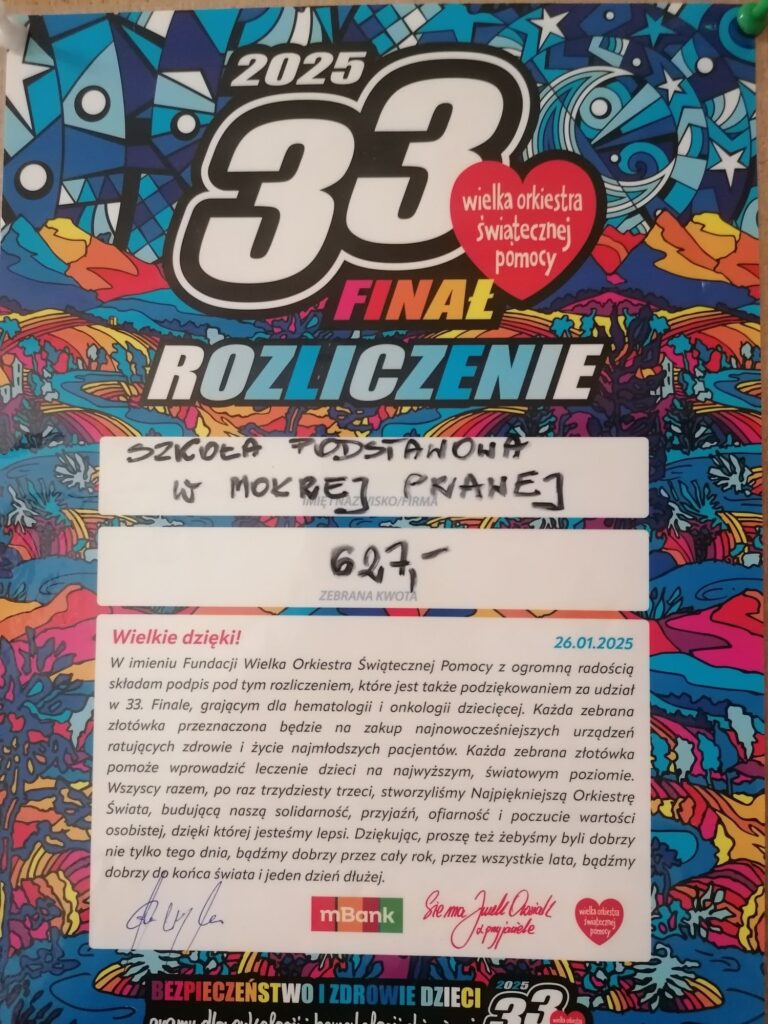 2025
33
wielka orkiestra
świątecznej
pomocy
FINAŁ
ROZLICZENIE
SZKOŁA PODSTAWOWA
W MOKREJ PRAWEJ
IMIĘ I NAZWISKO/FIRMA
627,-
ZEBRANA KWOTA
Wielkie dzięki! 26.01.2025
W imieniu Fundacji Wielka Orkiestra Świątecznej Pomocy z ogromną radością
składam podpis pod tym rozliczeniem, które jest także podziękowaniem za udział
w 33. Finale, grającym dla hematologii i onkologii dziecięcej. Każda zebrana
złotówka przeznaczona będzie na zakup najnowocześniejszych urządzeń
ratujących zdrowie i życie najmłodszych pacjentów. Każda zebrana złotówka
pomoże wprowadzić leczenie dzieci na najwyższym, światowym poziomie.
Wszyscy razem, po raz trzydziesty trzeci, stworzyliśmy Najpiękniejszą Orkiestrę
Świata, budującą naszą solidarność, przyjaźń, ofiarność i poczucie wartości
osobistej, dzięki której jesteśmy lepsi. Dziękując, proszę też żebyśmy byli dobrzy
nie tylko tego dnia, bądźmy dobrzy przez cały rok, przez wszystkie lata, bądźmy
dobrzy do końca świata i jeden dzień dłużej.
mBank
Sie ma Jurek Owsiak
z przyjaciele
wielka orkiestra
świątecznej
pomocy
BEZPIECZEŃSTWO I ZDROWIE DZIECI
2025
33
wielka orkiestra